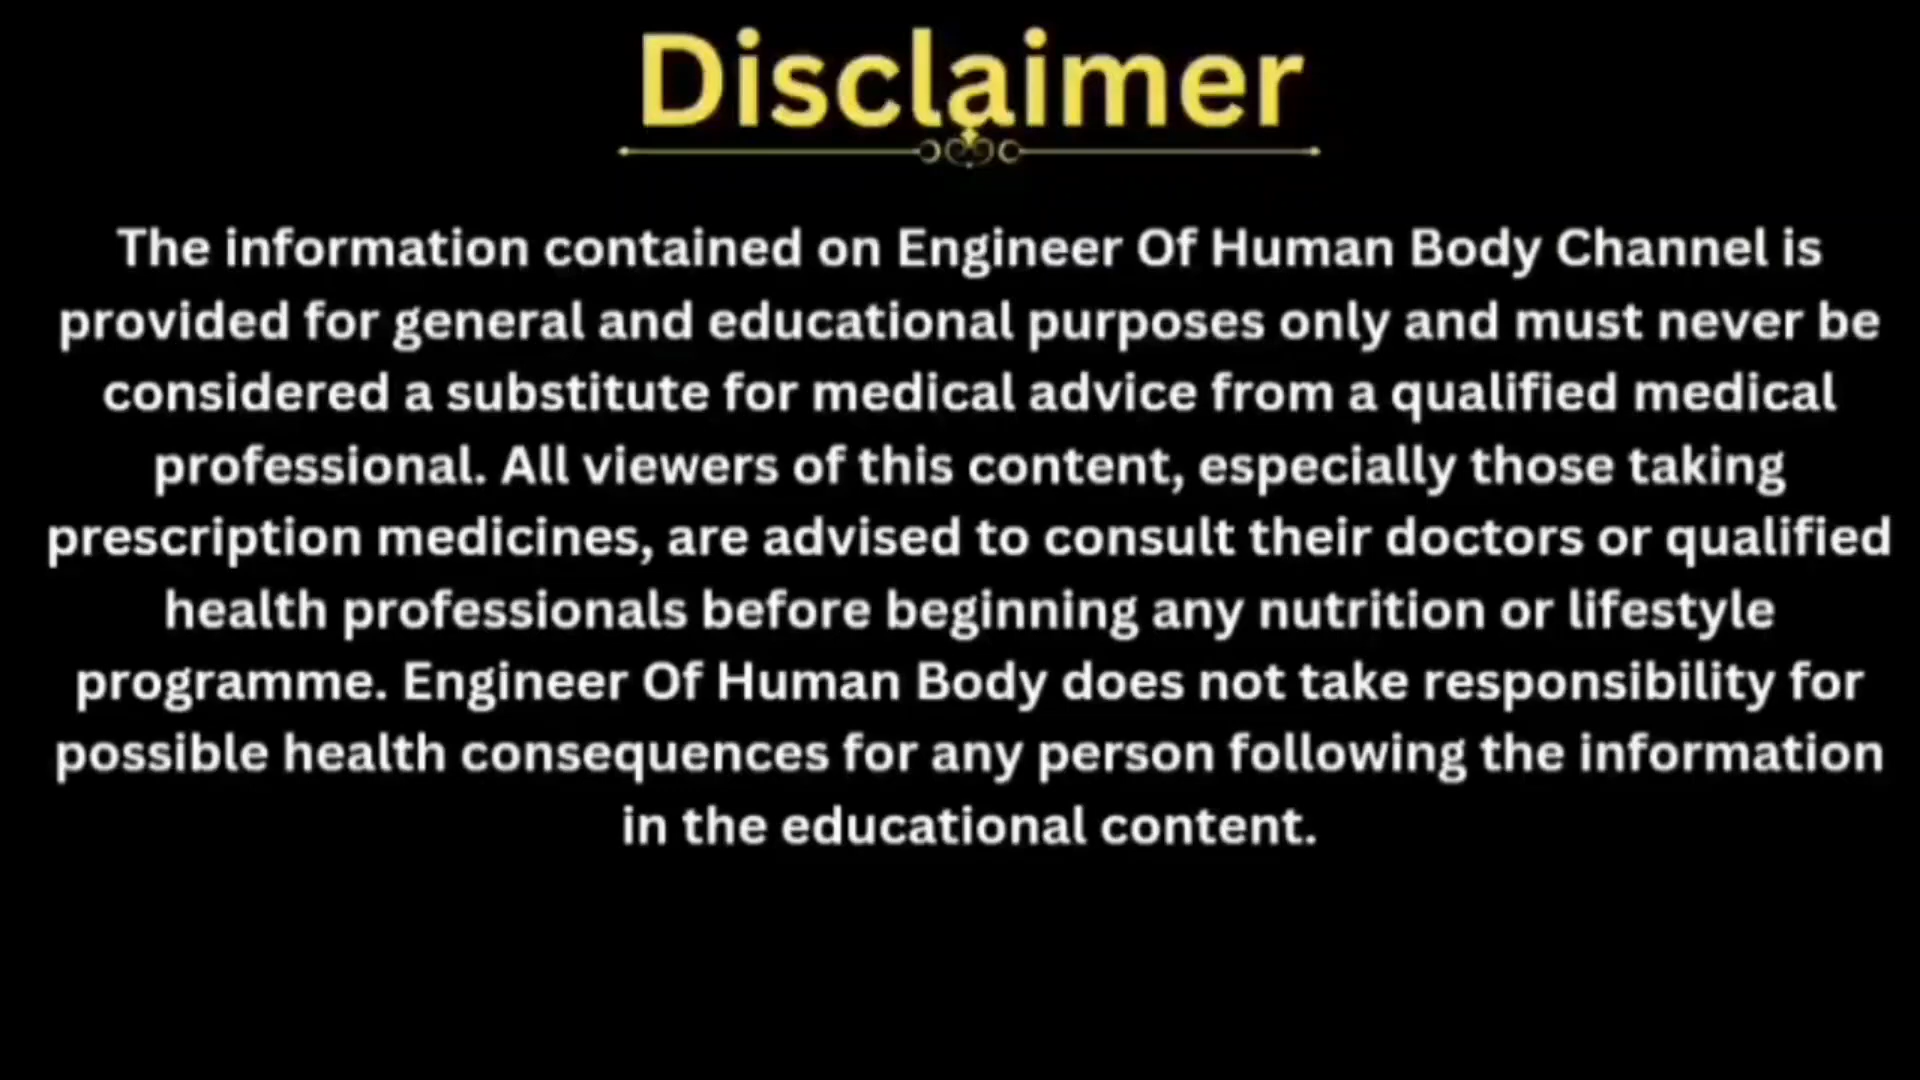 Disclaimer
The information contained on Engineer Of Human Body Channel is
provided for general and educational purposes only and must never be
considered a substitute for medical advice from a qualified medical
professional. All viewers of this content, especially those taking
prescription medicines, are advised to consult their doctors or qualified
health professionals before beginning any nutrition or lifestyle
programme. Engineer Of Human Body does not take responsibility for
possible health consequences for any person following the information
in the educational content.